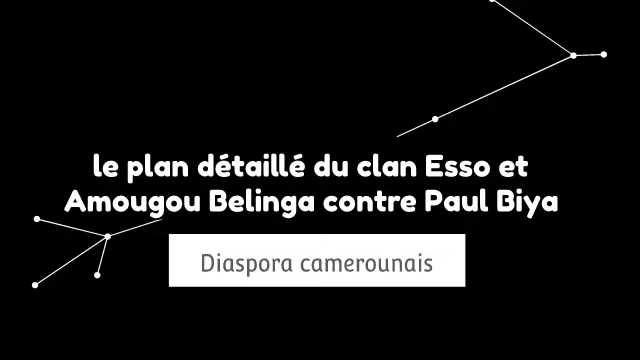 le plan détaillé du clan Esso et
Amougou Belinga contre Paul Biya
Diaspora camerounais